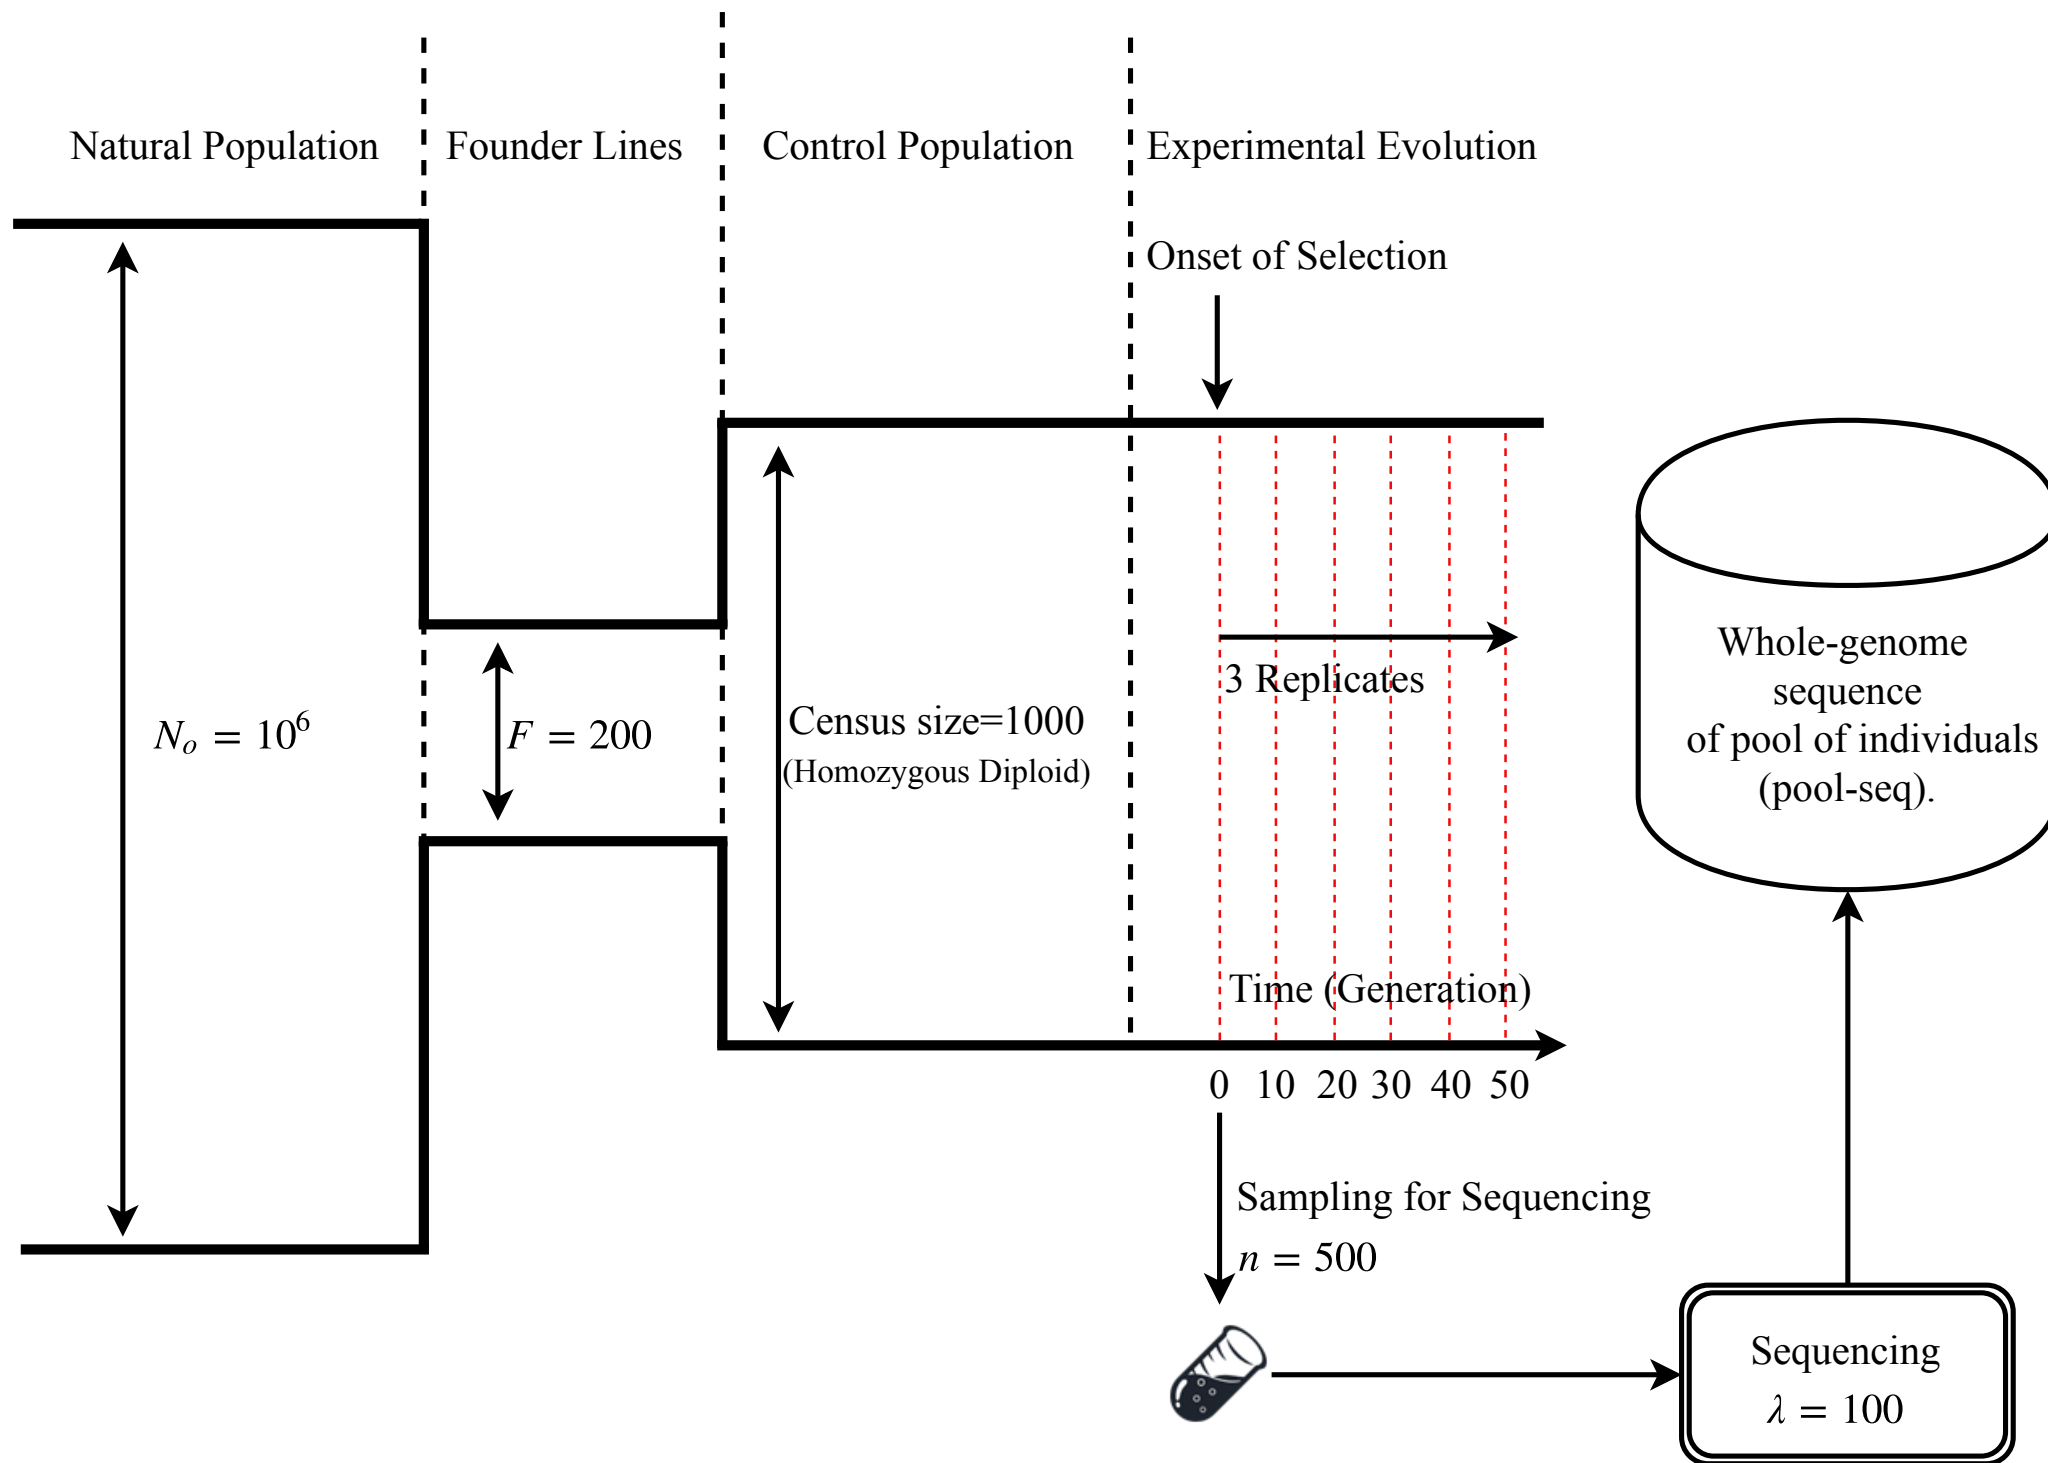 Natural Population
Founder Lines
Control Population
Experimental Evolution
Onset of Selection
N_o = 10^6
F = 200
Census size=1000
(Homozygous Diploid)
3 Replicates
Time (Generation)
0 10 20 30 40 50
Sampling for Sequencing
n = 500
Whole-genome
sequence
of pool of individuals
(pool-seq).
Sequencing
λ = 100